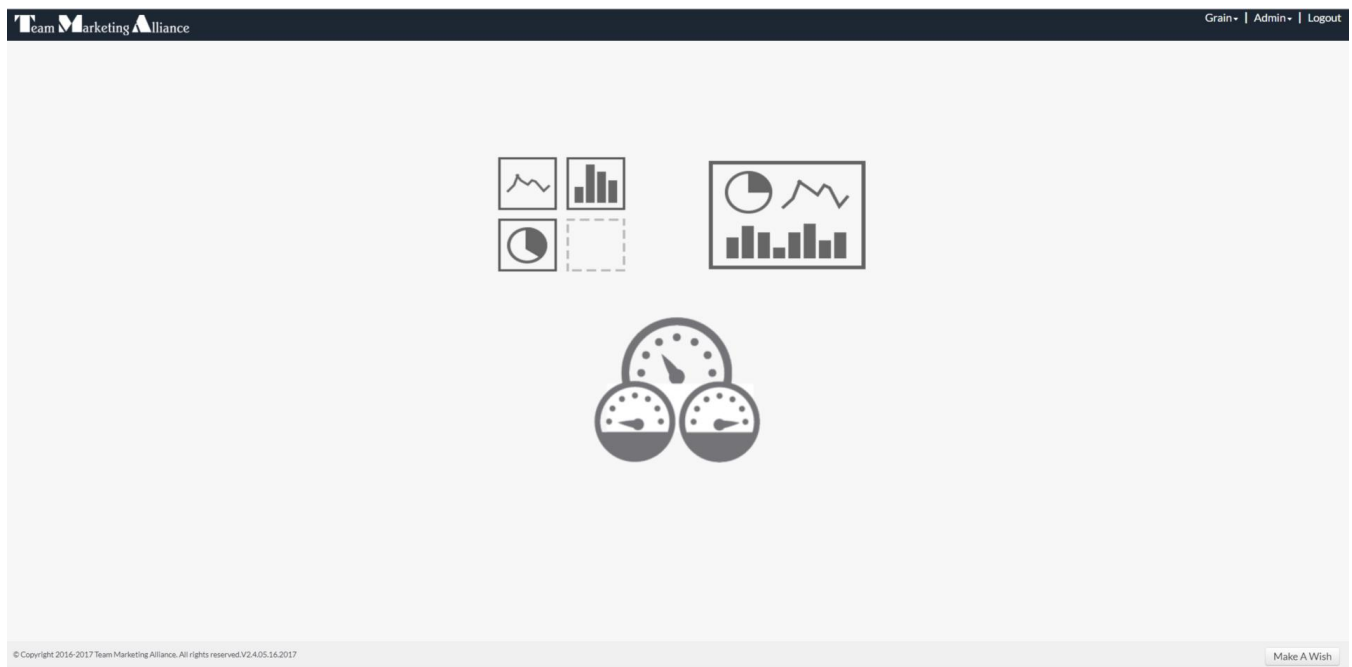 Team Marketing Alliance
Grain | Admin | Logout
© Copyright 2016-2017 Team Marketing Alliance. All rights reserved.V2.4.05.16.2017
Make A Wish